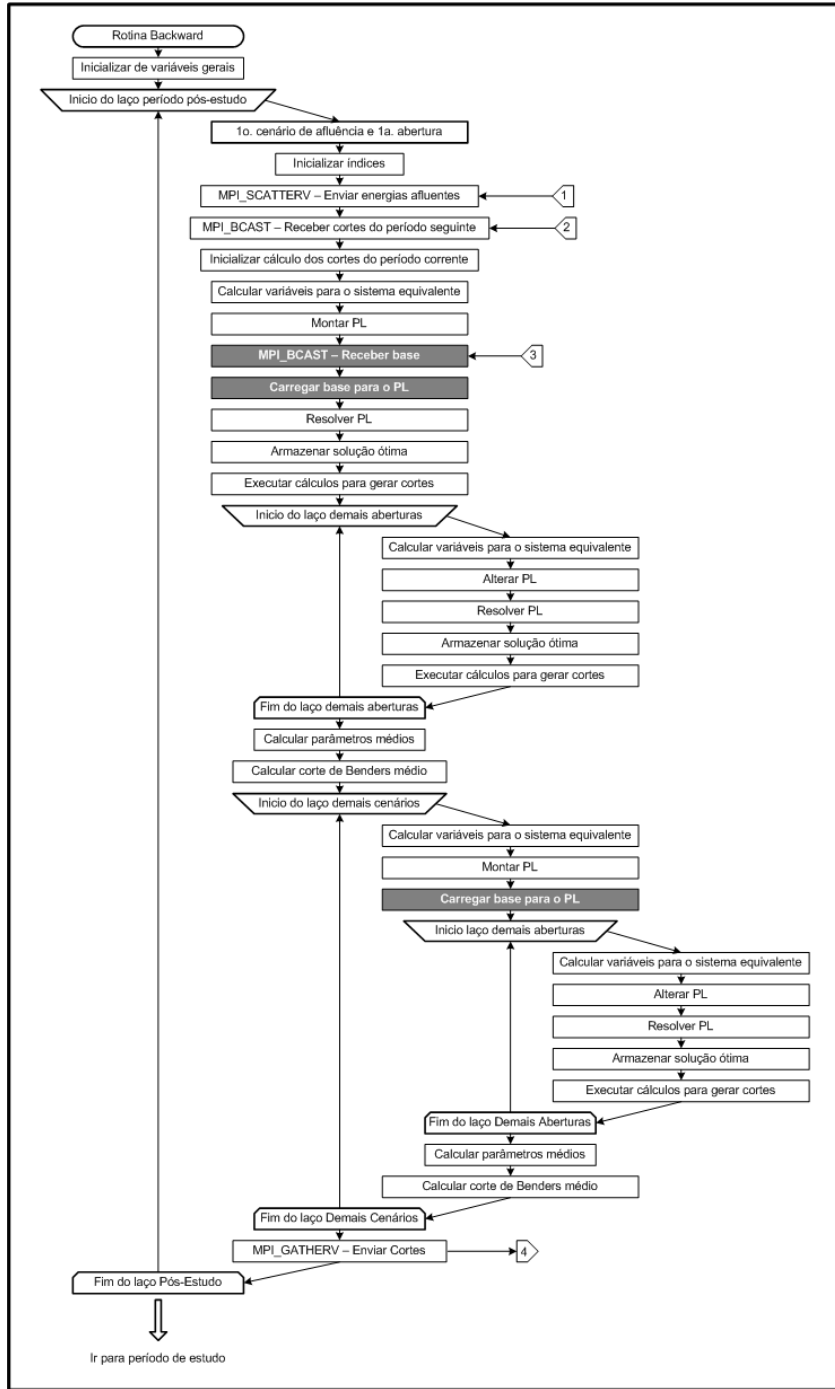 Rotina Backward
Inicializar de variáveis gerais
Inicio do laço período pós-estudo
1o. cenário de afluência e 1a. abertura
Inicializar índices
MPI_SCATTERV – Enviar energias afluentes
1
MPI_BCAST – Receber cortes do período seguinte
2
Inicializar cálculo dos cortes do período corrente
Calcular variáveis para o sistema equivalente
Montar PL
MPI_BCAST – Receber base
3
Carregar base para o PL
Resolver PL
Armazenar solução ótima
Executar cálculos para gerar cortes
Inicio do laço demais aberturas
Calcular variáveis para o sistema equivalente
Alterar PL
Resolver PL
Armazenar solução ótima
Executar cálculos para gerar cortes
Fim do laço demais aberturas
Calcular parâmetros médios
Calcular corte de Benders médio
Inicio do laço demais cenários
Calcular variáveis para o sistema equivalente
Montar PL
Carregar base para o PL
Inicio laço demais aberturas
Calcular variáveis para o sistema equivalente
Alterar PL
Resolver PL
Armazenar solução ótima
Executar cálculos para gerar cortes
Fim do laço Demais Aberturas
Calcular parâmetros médios
Calcular corte de Benders médio
Fim do laço Demais Cenários
MPI_GATHERV – Enviar Cortes
4
Fim do laço Pós-Estudo
Ir para período de estudo